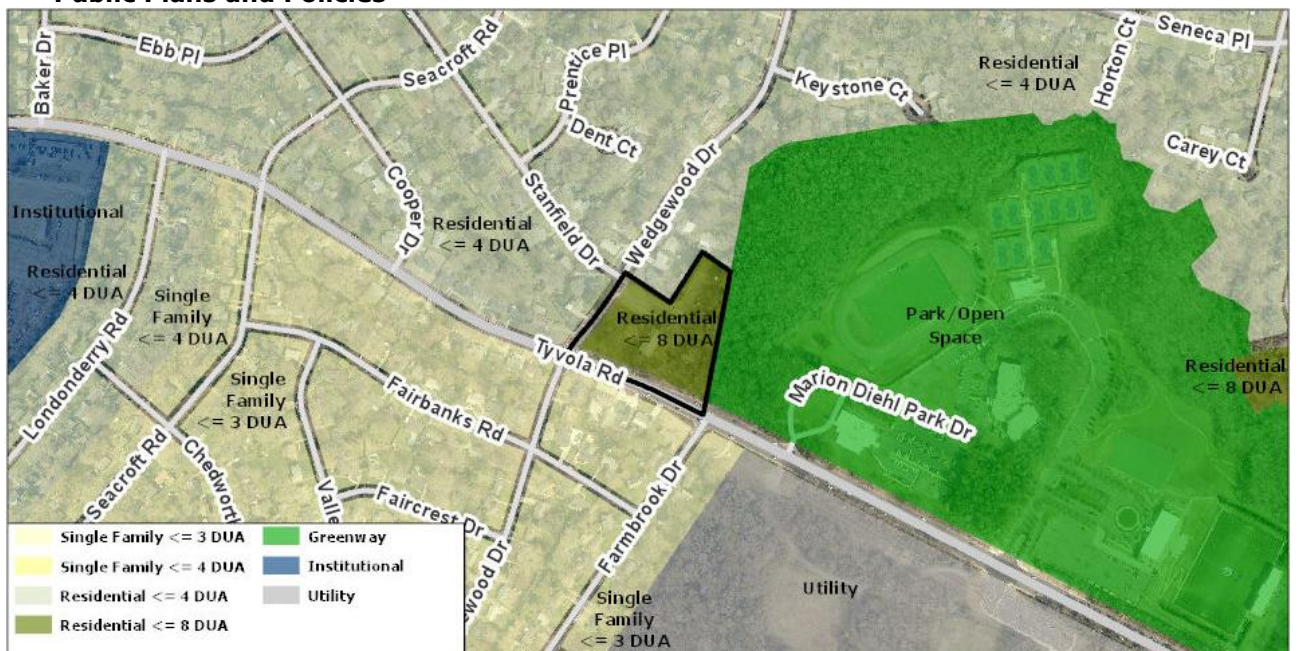 Public Plans and Policies
Baker Dr
Ebb Pl
Seacroft Rd
Prentice Pl
Dent Ct
Stanfield Dr
Wedgewood Dr
Keystone Ct
Residential
<= 4 DUA
Horton Ct
Seneca Pl
Carey Ct
Cooper Dr
Residential
<= 4 DUA
Institutional
Residential
<= 4 DUA
Single
Family
<= 4 DUA
Londonderry Rd
Single
Family
<= 3 DUA
Seacroft Rd
Chedworth
Valle
Fairbanks Rd
Faircrest Dr
ewood Dr
Tyvola Rd
Residential
<= 8 DUA
Park/Open
Space
Marion Diehl Park Dr
Residential
<= 8 DUA
Farmbrook Dr
Single
Family
<= 3 DUA
Utility
Single Family <= 3 DUA
Single Family <= 4 DUA
Residential <= 4 DUA
Residential <= 8 DUA
Greenway
Institutional
Utility